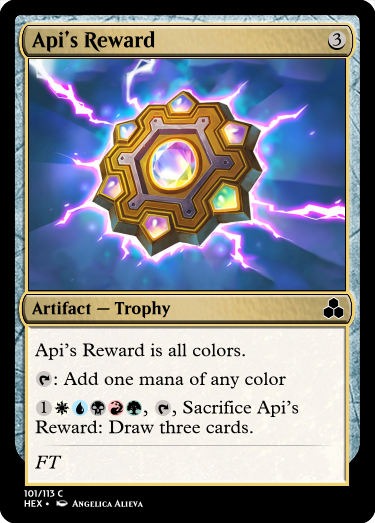 Api's Reward 3
Artifact — Trophy
Api's Reward is all colors.
: Add one mana of any color
1, , Sacrifice Api's
Reward: Draw three cards.
FT
101/113 C
HEX • Angelica Alieva